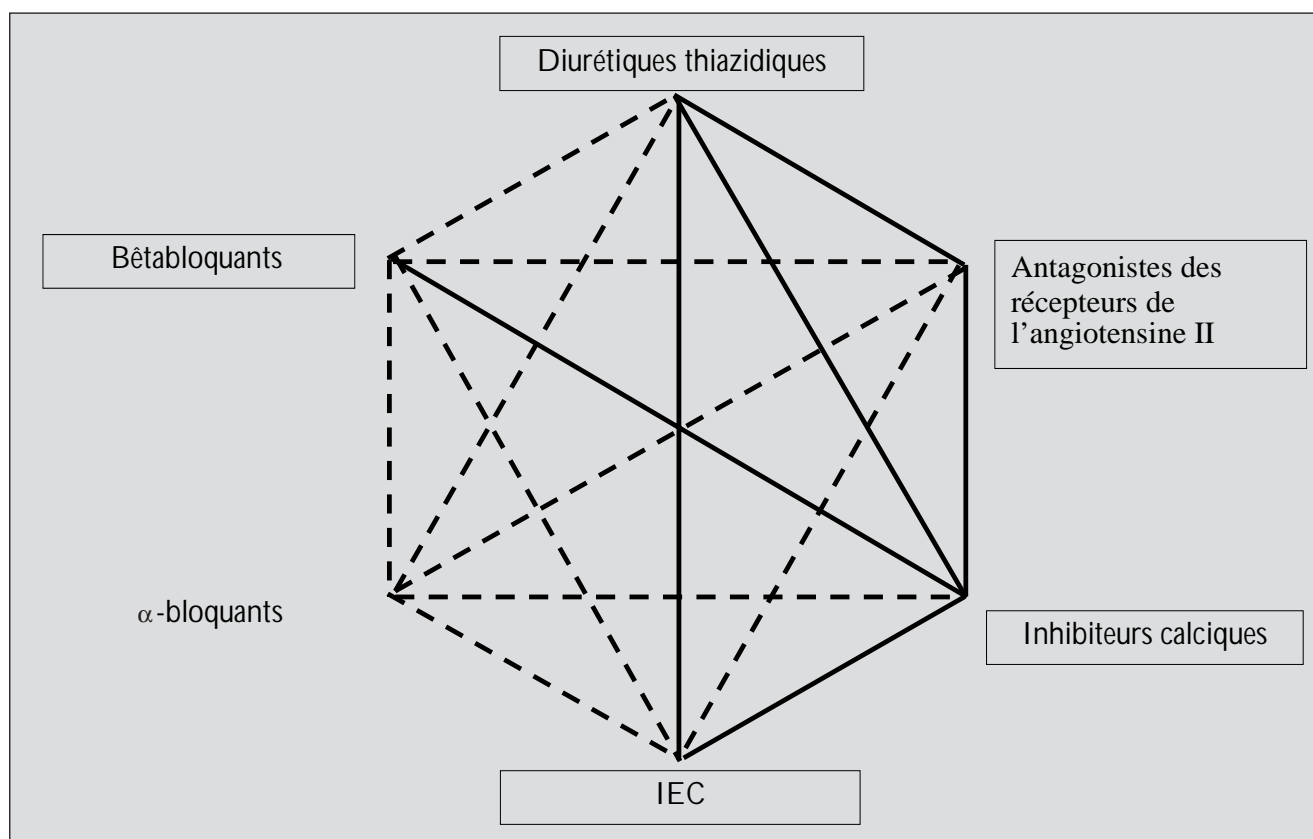 Diurétiques thiazidiques
Bêtabloquants
Antagonistes des
récepteurs de
l’angiotensine II
α-bloquants
Inhibiteurs calciques
IEC